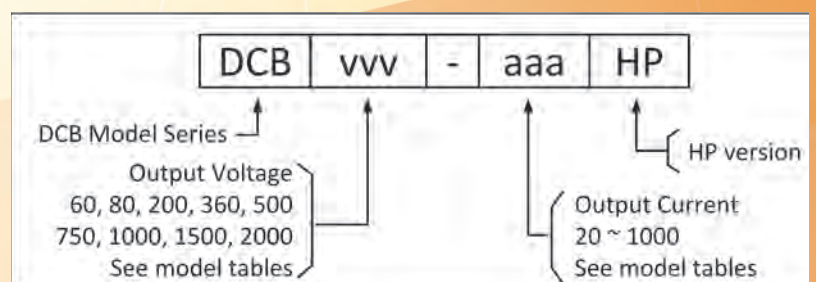 DCB vvv - aaa HP
DCB Model Series
HP version
Output Voltage
60, 80, 200, 360, 500
750, 1000, 1500, 2000
See model tables
Output Current
20 ~ 1000
See model tables